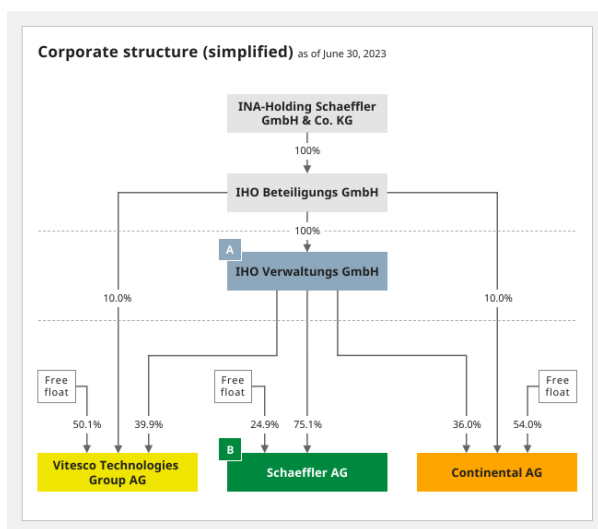 Corporate structure (simplified) as of June 30, 2023
INA-Holding Schaeffler
GmbH & Co. KG
100%
IHO Beteiligungs GmbH
100%
A
IHO Verwaltungs GmbH
10.0%
10.0%
Free
float
Free
float
Free
float
50.1%
39.9%
24.9%
75.1%
36.0%
54.0%
Vitesco Technologies
Group AG
B
Schaeffler AG
Continental AG